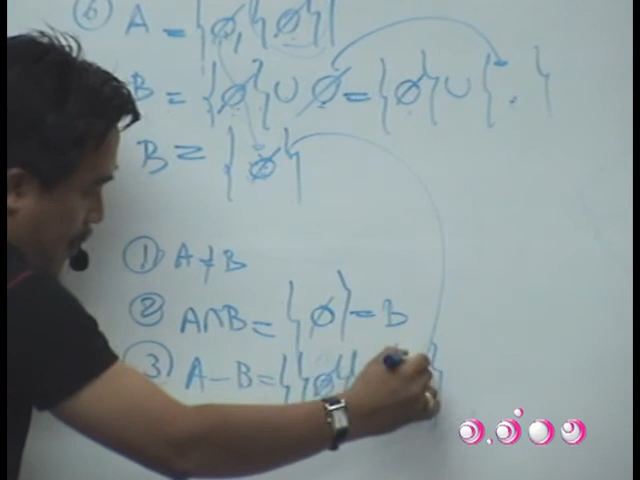 ⑥ A = {∅, {∅}}
B = {∅} ∪ ∅ = {∅} ∪ { . }
B = {∅}
① A ≠ B
② A∩B = {∅} = B
③ A - B = {{∅}